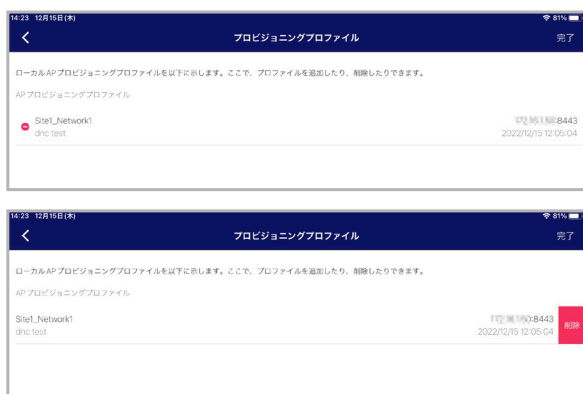 14:23 12月15日(木)
81%
プロビジョニングプロファイル
完了
ローカルAPプロビジョニングプロファイルを以下に示します。ここで、プロファイルを追加したり、削除したりできます。
APプロビジョニングプロファイル
Site1_Network1
:8443
dnc test
2022/12/15 12:05:04
14:23 12月15日(木)
81%
プロビジョニングプロファイル
完了
ローカルAPプロビジョニングプロファイルを以下に示します。ここで、プロファイルを追加したり、削除したりできます。
APプロビジョニングプロファイル
Site1_Network1
:8443
dnc test
2022/12/15 12:05:04
削除